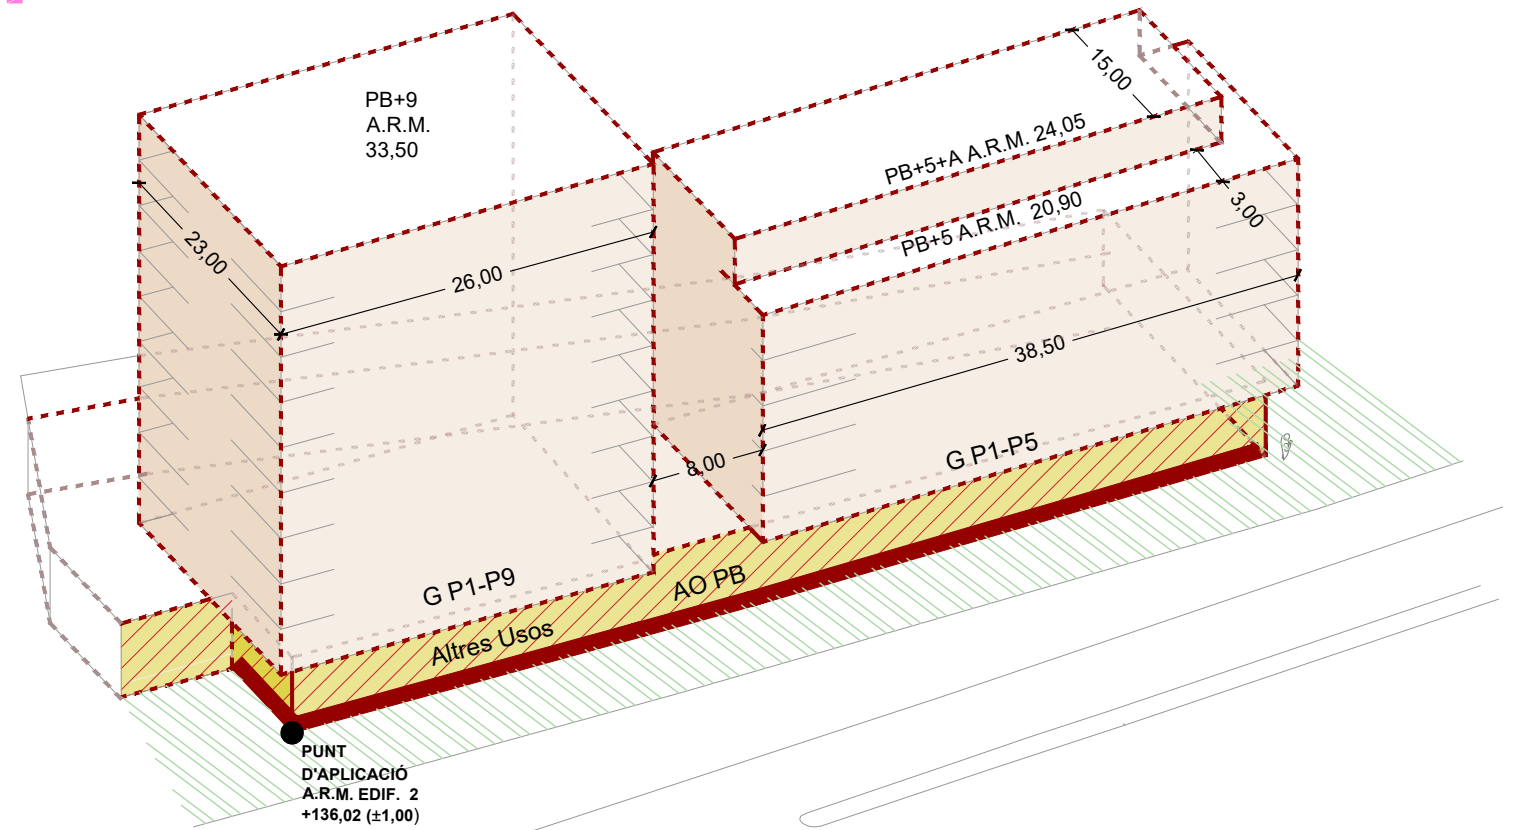 PB+9
A.R.M.
33,50
15,00
PB+5+A A.R.M. 24,05
PB+5 A.R.M. 20,90
3,00
23,00
26,00
38,50
8,00
G P1-P5
G P1-P9
AO PB
Altres Usos
PUNT
D'APLICACIÓ
A.R.M. EDIF. 2
+136,02 (±1,00)